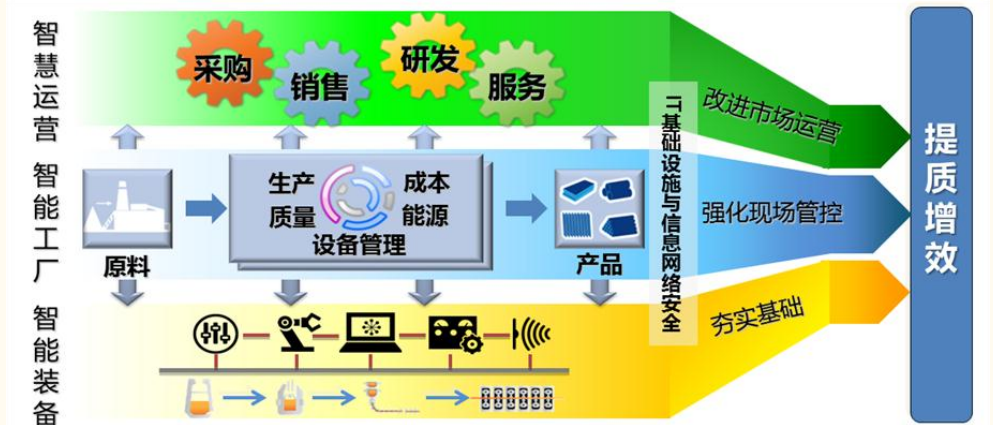 智慧运营
采购
销售
研发
服务
改进市场运营
智能工厂
原料
生产
质量
成本
能源
设备管理
产品
IT基础设施与信息网络安全
强化现场管控
智能装备
夯实基础
提质增效